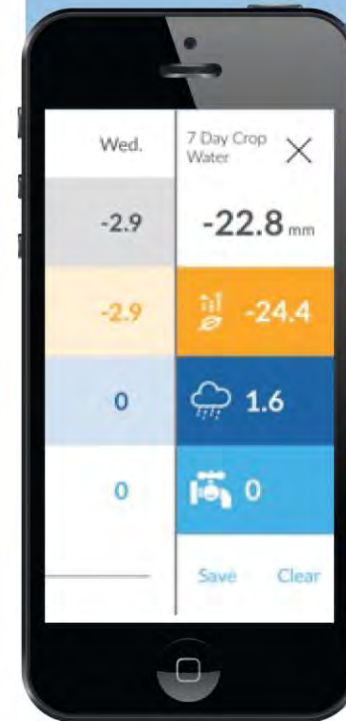 Wed.
7 Day Crop
Water
-2.9
-22.8 mm
-2.9
-24.4
0
1.6
0
0
Save Clear